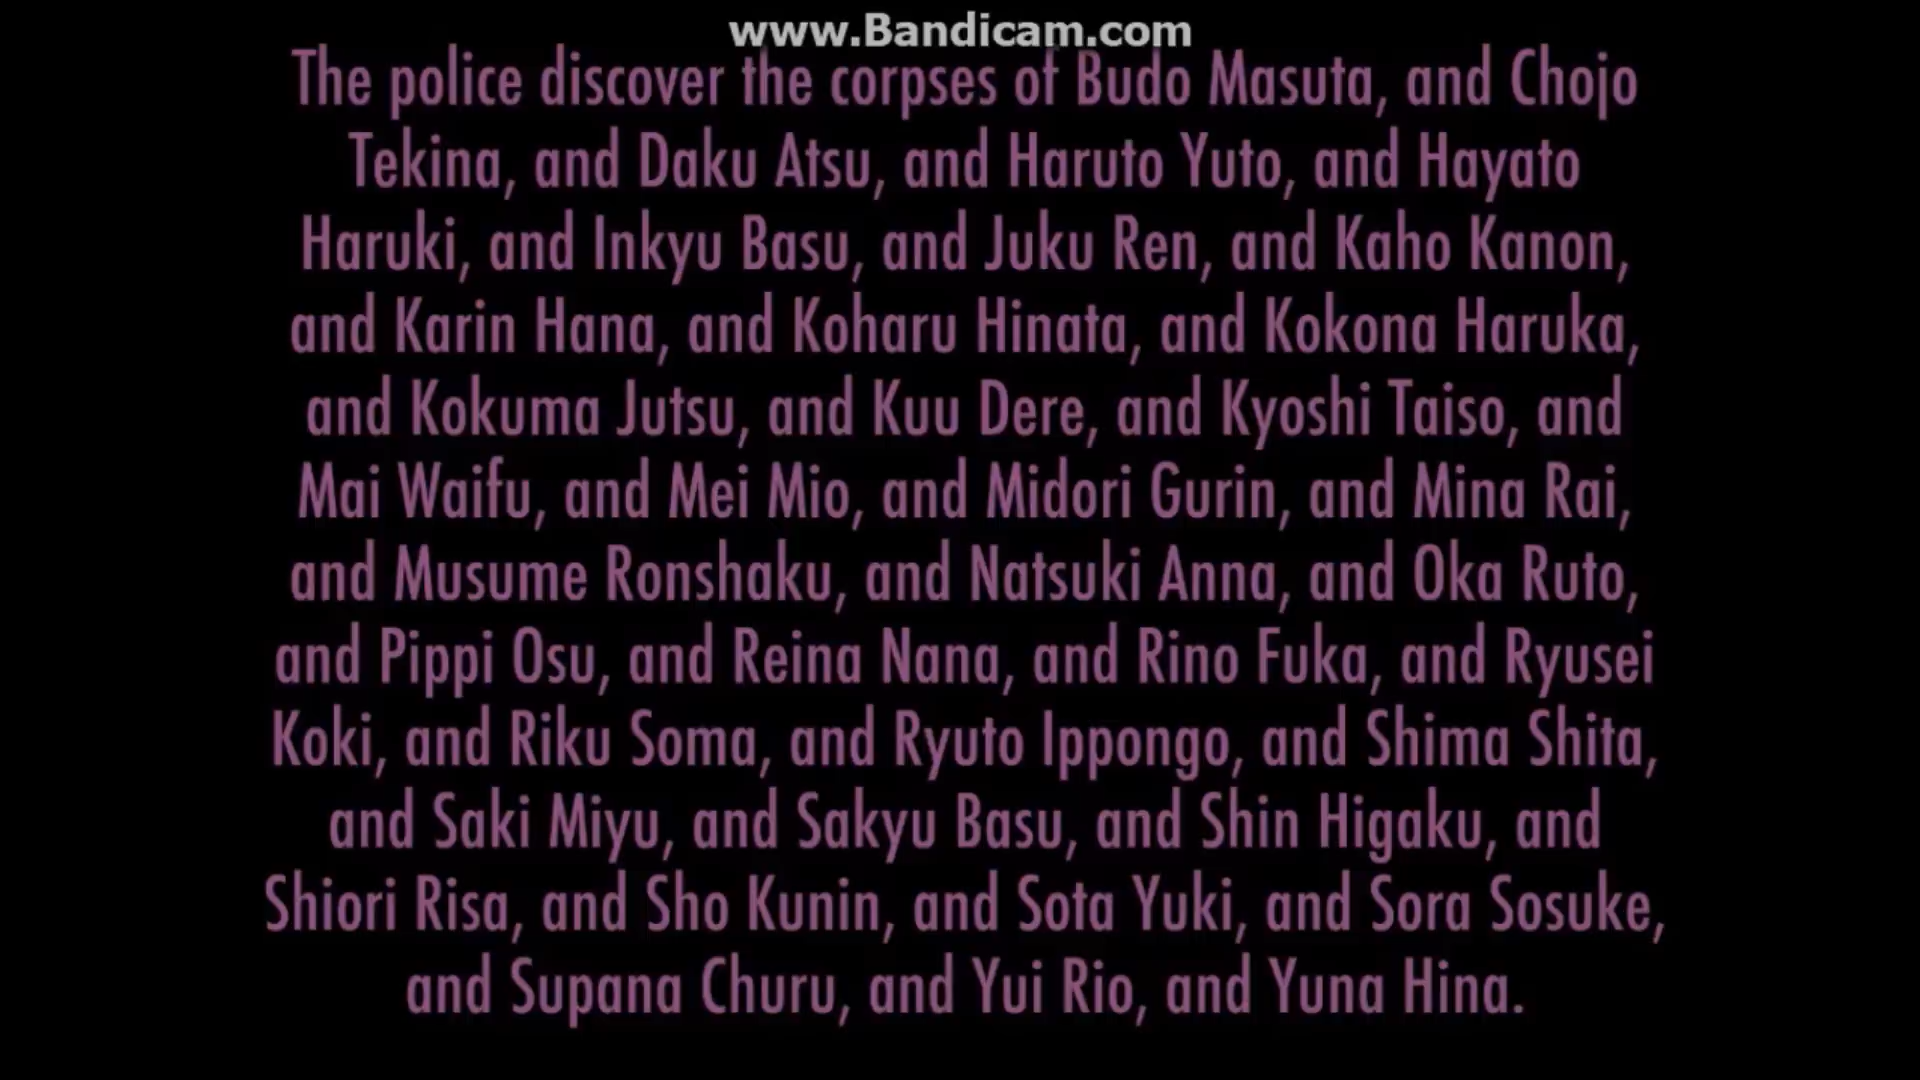 www.Bandicam.com
The police discover the corpses of Budo Masuta, and Chojo
Tekina, and Daku Atsu, and Haruto Yuto, and Hayato
Haruki, and Inkyu Basu, and Juku Ren, and Kaho Kanon,
and Karin Hana, and Koharu Hinata, and Kokona Haruka,
and Kokuma Jutsu, and Kuu Dere, and Kyoshi Taiso, and
Mai Waifu, and Mei Mio, and Midori Gurin, and Mina Rai,
and Musume Ronshaku, and Natsuki Anna, and Oka Ruto,
and Pippi Osu, and Reina Nana, and Rino Fuka, and Ryusei
Koki, and Riku Soma, and Ryuto Ippongo, and Shima Shita,
and Saki Miyu, and Sakyu Basu, and Shin Higaku, and
Shiori Risa, and Sho Kunin, and Sota Yuki, and Sora Sosuke,
and Supana Churu, and Yui Rio, and Yuna Hina.